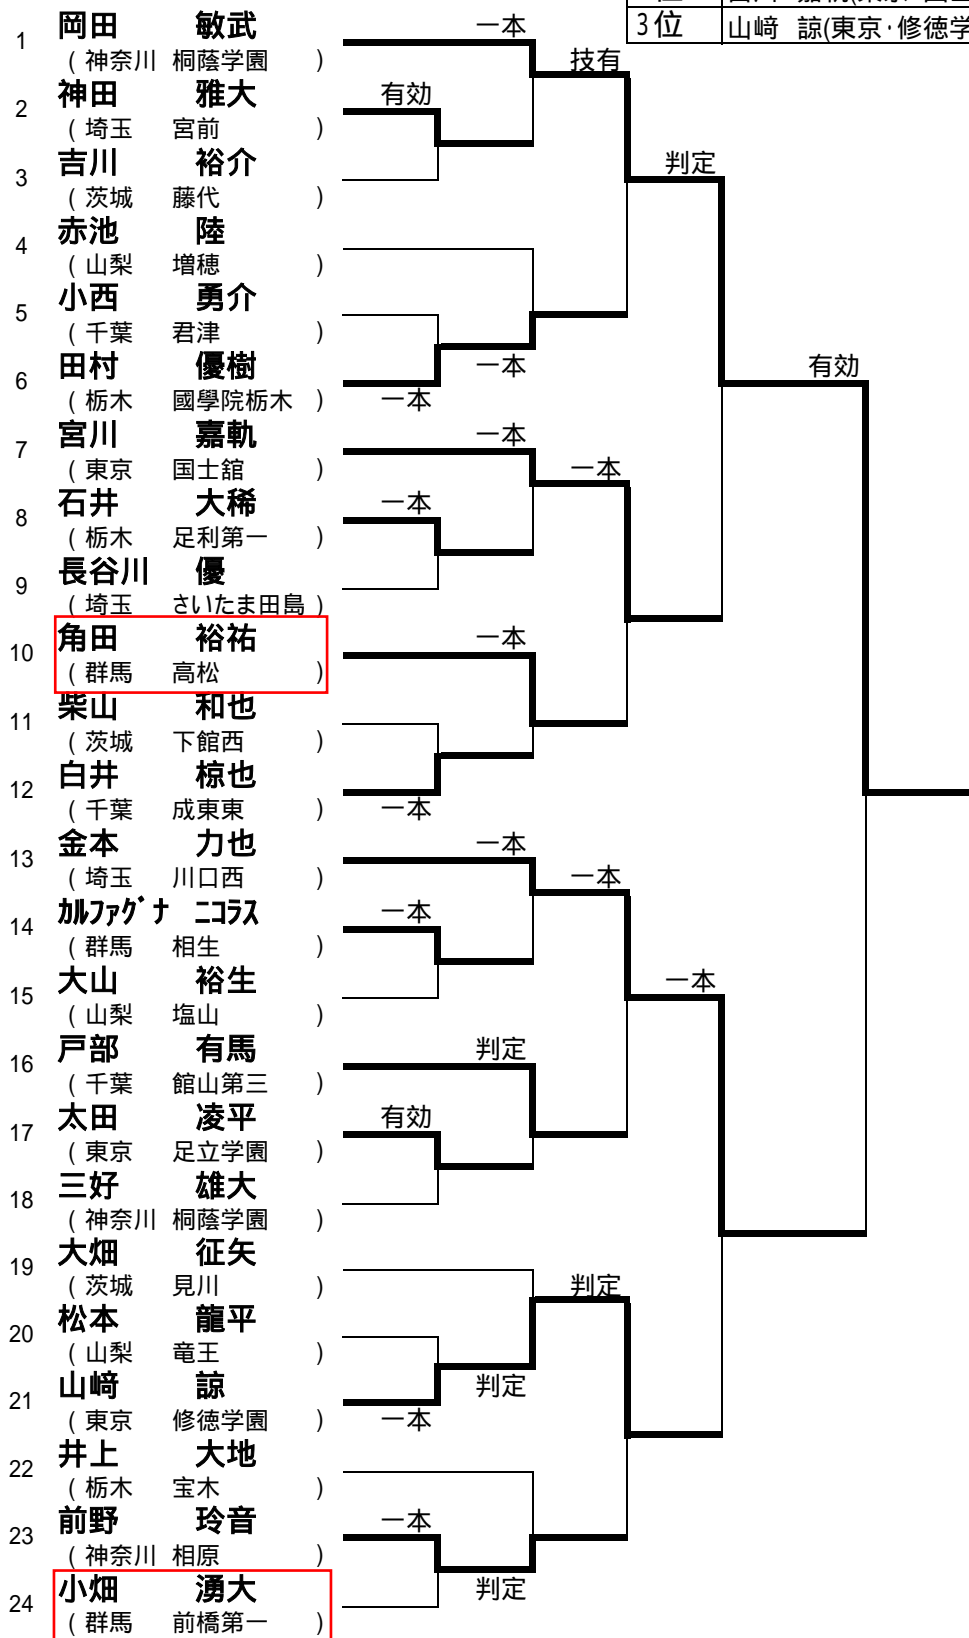 3位 山﨑 諒(東京・修徳学
1 岡田 敏武
(神奈川 桐蔭学園)
一本
技有
2 神田 雅大
(埼玉 宮前)
有効
3 吉川 裕介
(茨城 藤代)
判定
4 赤池 陸
(山梨 増穂)
5 小西 勇介
(千葉 君津)
一本
6 田村 優樹
(栃木 國學院栃木)
一本
有効
7 宮川 嘉軌
(東京 国士舘)
一本
一本
8 石井 大稀
(栃木 足利第一)
一本
9 長谷川 優
(埼玉 さいたま田島)
10 角田 裕祐
(群馬 高松)
一本
11 柴山 和也
(茨城 下館西)
12 白井 椋也
(千葉 成東東)
一本
13 金本 力也
(埼玉 川口西)
一本
一本
14 カルファグナ ニコラス
(群馬 相生)
一本
15 大山 裕生
(山梨 塩山)
一本
16 戸部 有馬
(千葉 館山第三)
判定
17 太田 凌平
(東京 足立学園)
有効
18 三好 雄大
(神奈川 桐蔭学園)
19 大畑 征矢
(茨城 見川)
判定
20 松本 龍平
(山梨 竜王)
21 山﨑 諒
(東京 修徳学園)
判定
一本
22 井上 大地
(栃木 宝木)
23 前野 玲音
(神奈川 相原)
一本
24 小畑 湧大
(群馬 前橋第一)
判定